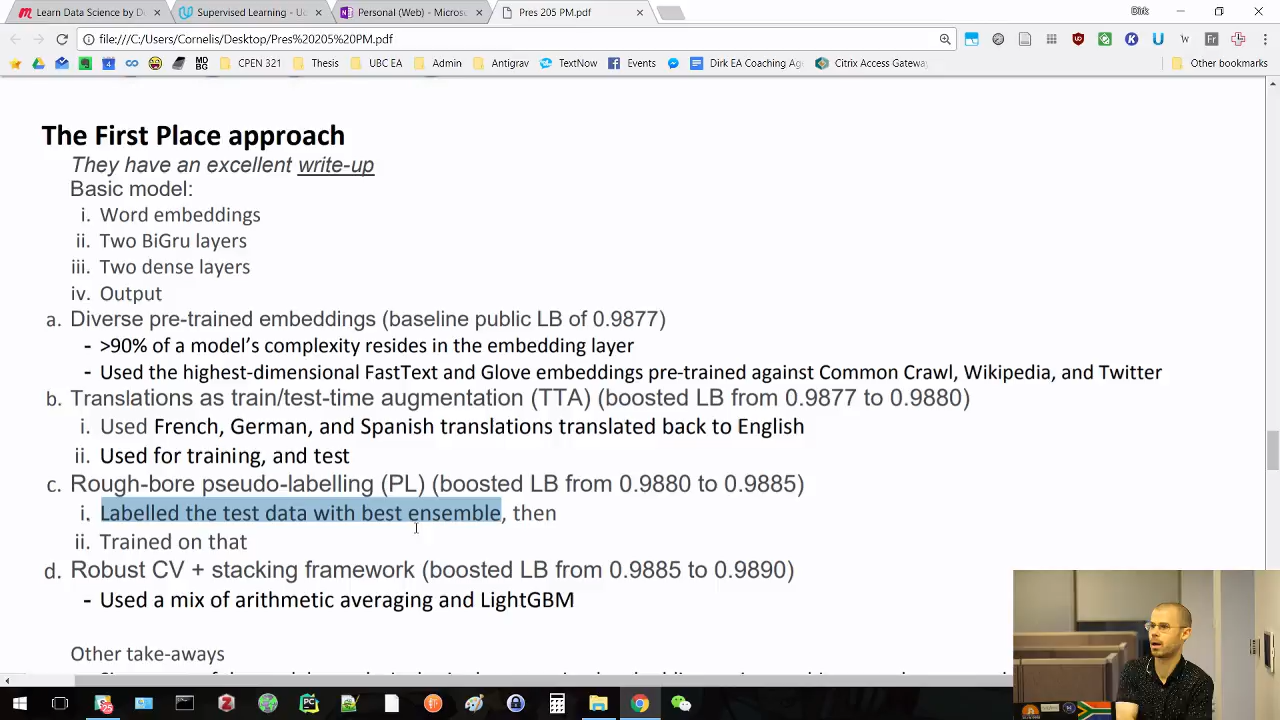 Learn Data Science by D
Supervised Learning - U
Personal (Web) - Microso
Pres 205 PM.pdf
Dirk
file:///C:/Users/Cornelis/Desktop/Pres%20205%20PM.pdf
CPEN 321
Thesis
UBC EA
Admin
Antigrav
TextNow
Events
Dirk EA Coaching Ag
Citrix Access Gateway
Other bookmarks
The First Place approach
They have an excellent write-up
Basic model:
i. Word embeddings
ii. Two BiGru layers
iii. Two dense layers
iv. Output
a. Diverse pre-trained embeddings (baseline public LB of 0.9877)
- >90% of a model's complexity resides in the embedding layer
- Used the highest-dimensional FastText and Glove embeddings pre-trained against Common Crawl, Wikipedia, and Twitter
b. Translations as train/test-time augmentation (TTA) (boosted LB from 0.9877 to 0.9880)
i. Used French, German, and Spanish translations translated back to English
ii. Used for training, and test
c. Rough-bore pseudo-labelling (PL) (boosted LB from 0.9880 to 0.9885)
i. Labelled the test data with best ensemble, then
ii. Trained on that
d. Robust CV + stacking framework (boosted LB from 0.9885 to 0.9890)
- Used a mix of arithmetic averaging and LightGBM
Other take-aways